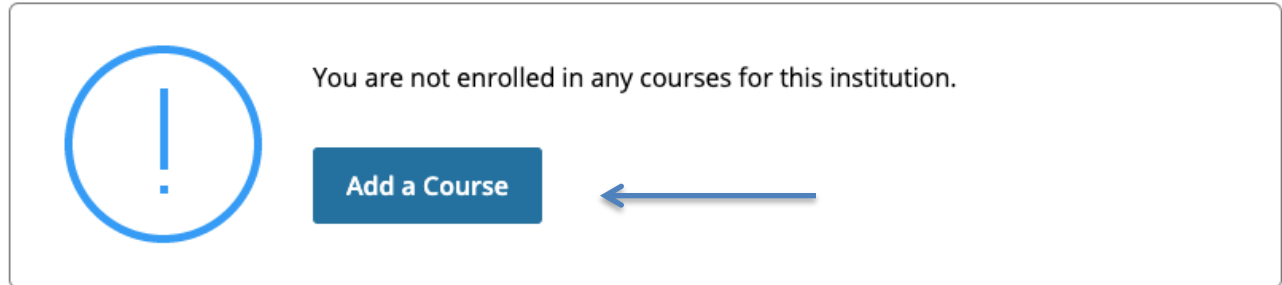 You are not enrolled in any courses for this institution.
Add a Course